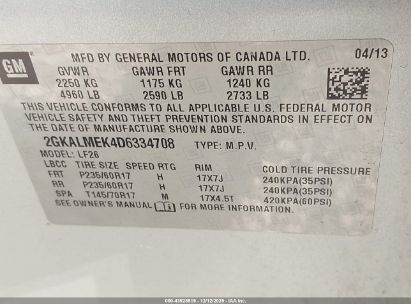 GM
MFD BY GENERAL MOTORS OF CANADA LTD. 04/13
GVWR GAWR FRT GAWR RR
2250 KG 1175 KG 1240 KG
4960 LB 2590 LB 2733 LB
THIS VEHICLE CONFORMS TO ALL APPLICABLE U.S. FEDERAL MOTOR
VEHICLE SAFETY AND THEFT PREVENTION STANDARDS IN EFFECT ON
THE DATE OF MANUFACTURE SHOWN ABOVE.
2GKALMEK4D6334708 TYPE: M.P.V.
MODEL: LF26
LBCC TIRE SIZE SPEED RTG RIM COLD TIRE PRESSURE
FRT P235/60R17 H 17X7J 240KPA(35PSI)
RR P235/60R17 H 17X7J 240KPA(35PSI)
SPA T145/70R17 M 17X4.5T 420KPA(60PSI)
SEE OWNER'S MANUAL FOR MORE INFORMATION.